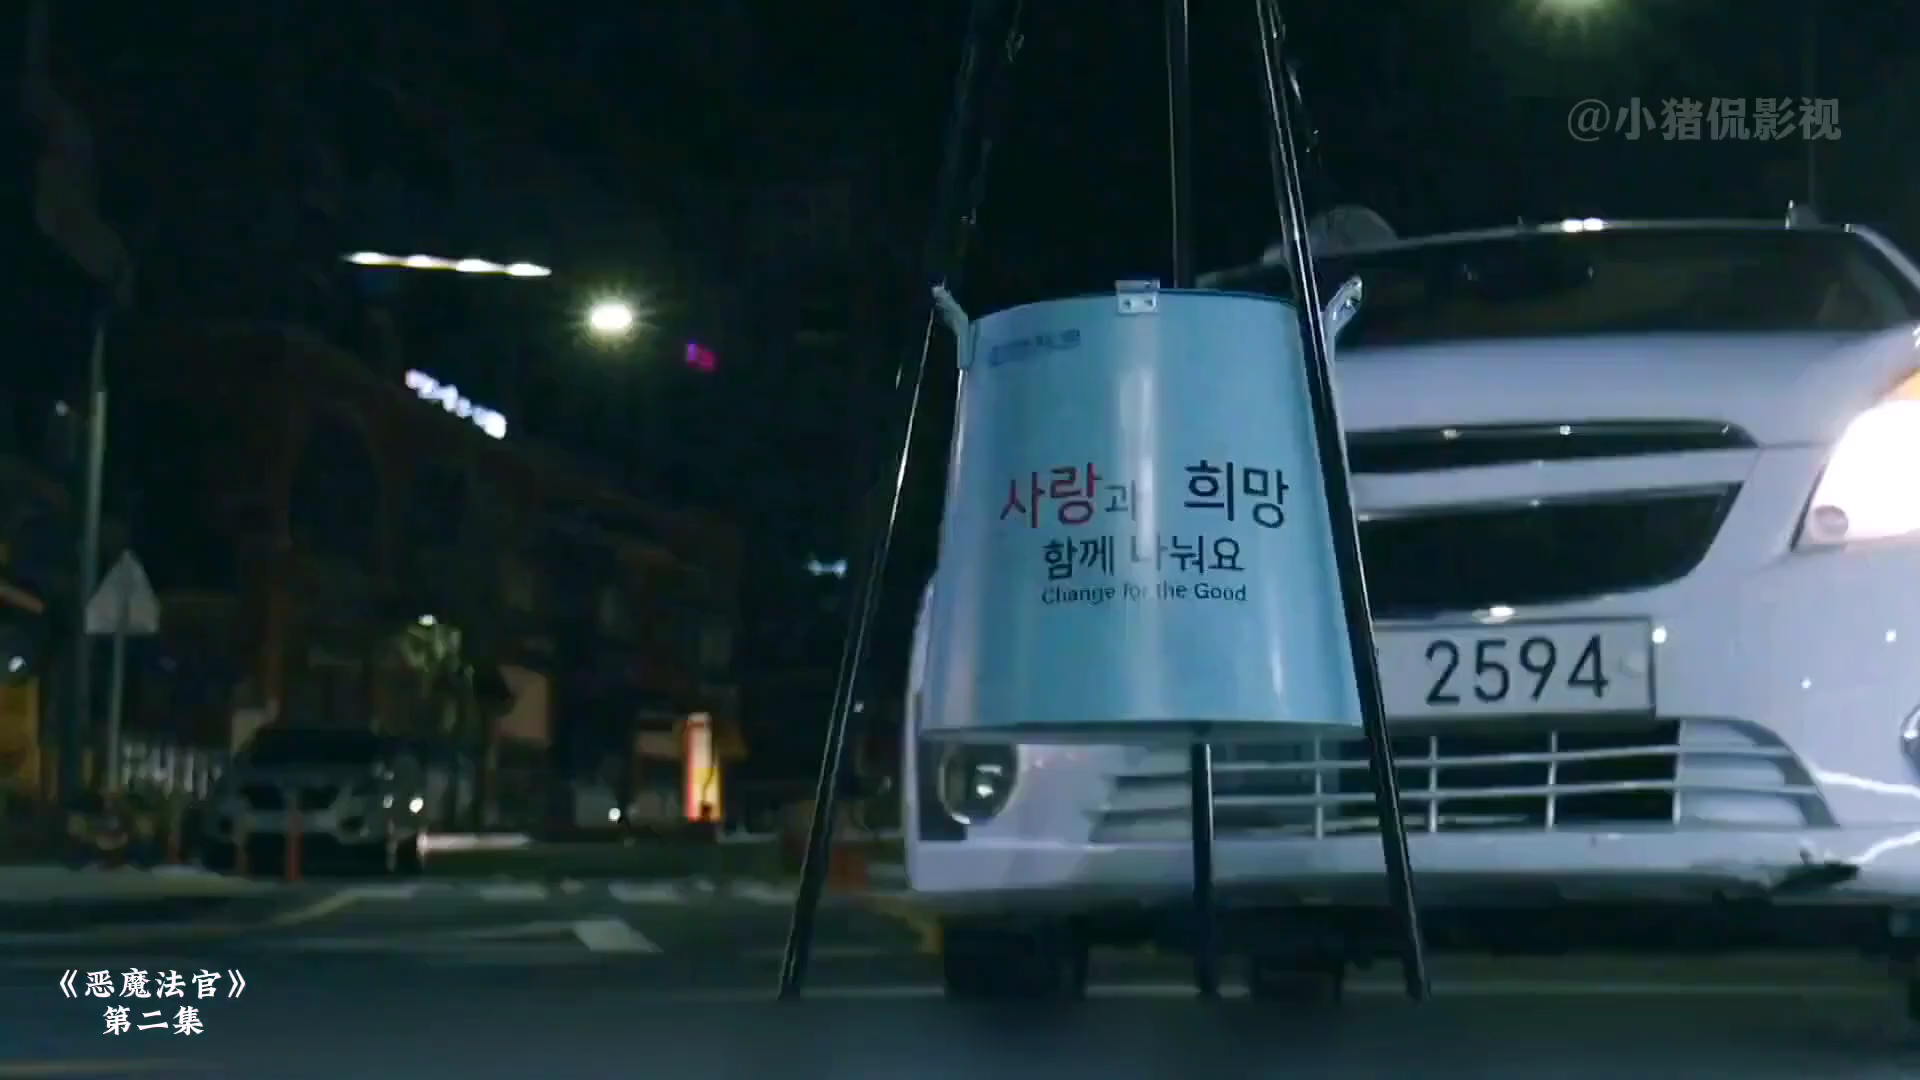 @小猪侃影视
사랑과 희망
함께 나눠요
Change for the Good
2594
《恶魔法官》
第二集